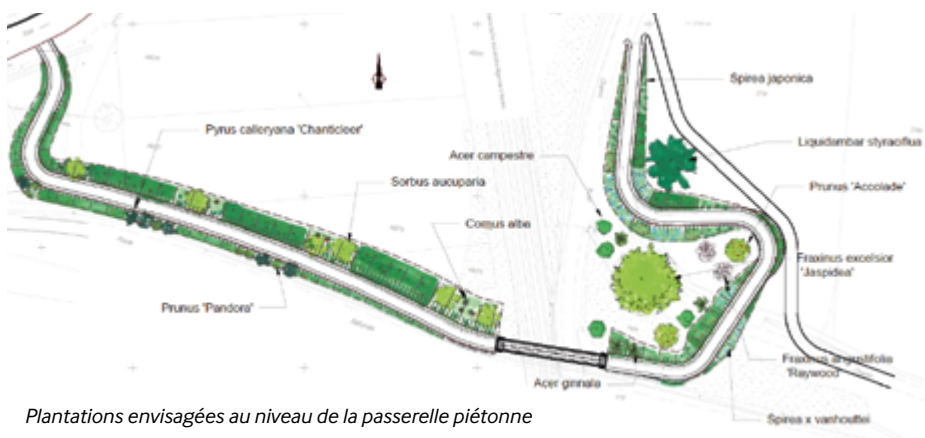 Spirea japonica
Pyrus calleryana 'Chanticleer'
Liquidambar styraciflua
Acer campestre
Sorbus aucuparia
Prunus 'Accolade'
Cornus alba
Fraxinus excelsior
'Jaspidea'
Prunus 'Pandora'
Fraxinus angustifolia
'Raywood'
Acer ginnala
Spirea x vanhouttei
Plantations envisagées au niveau de la passerelle piétonne